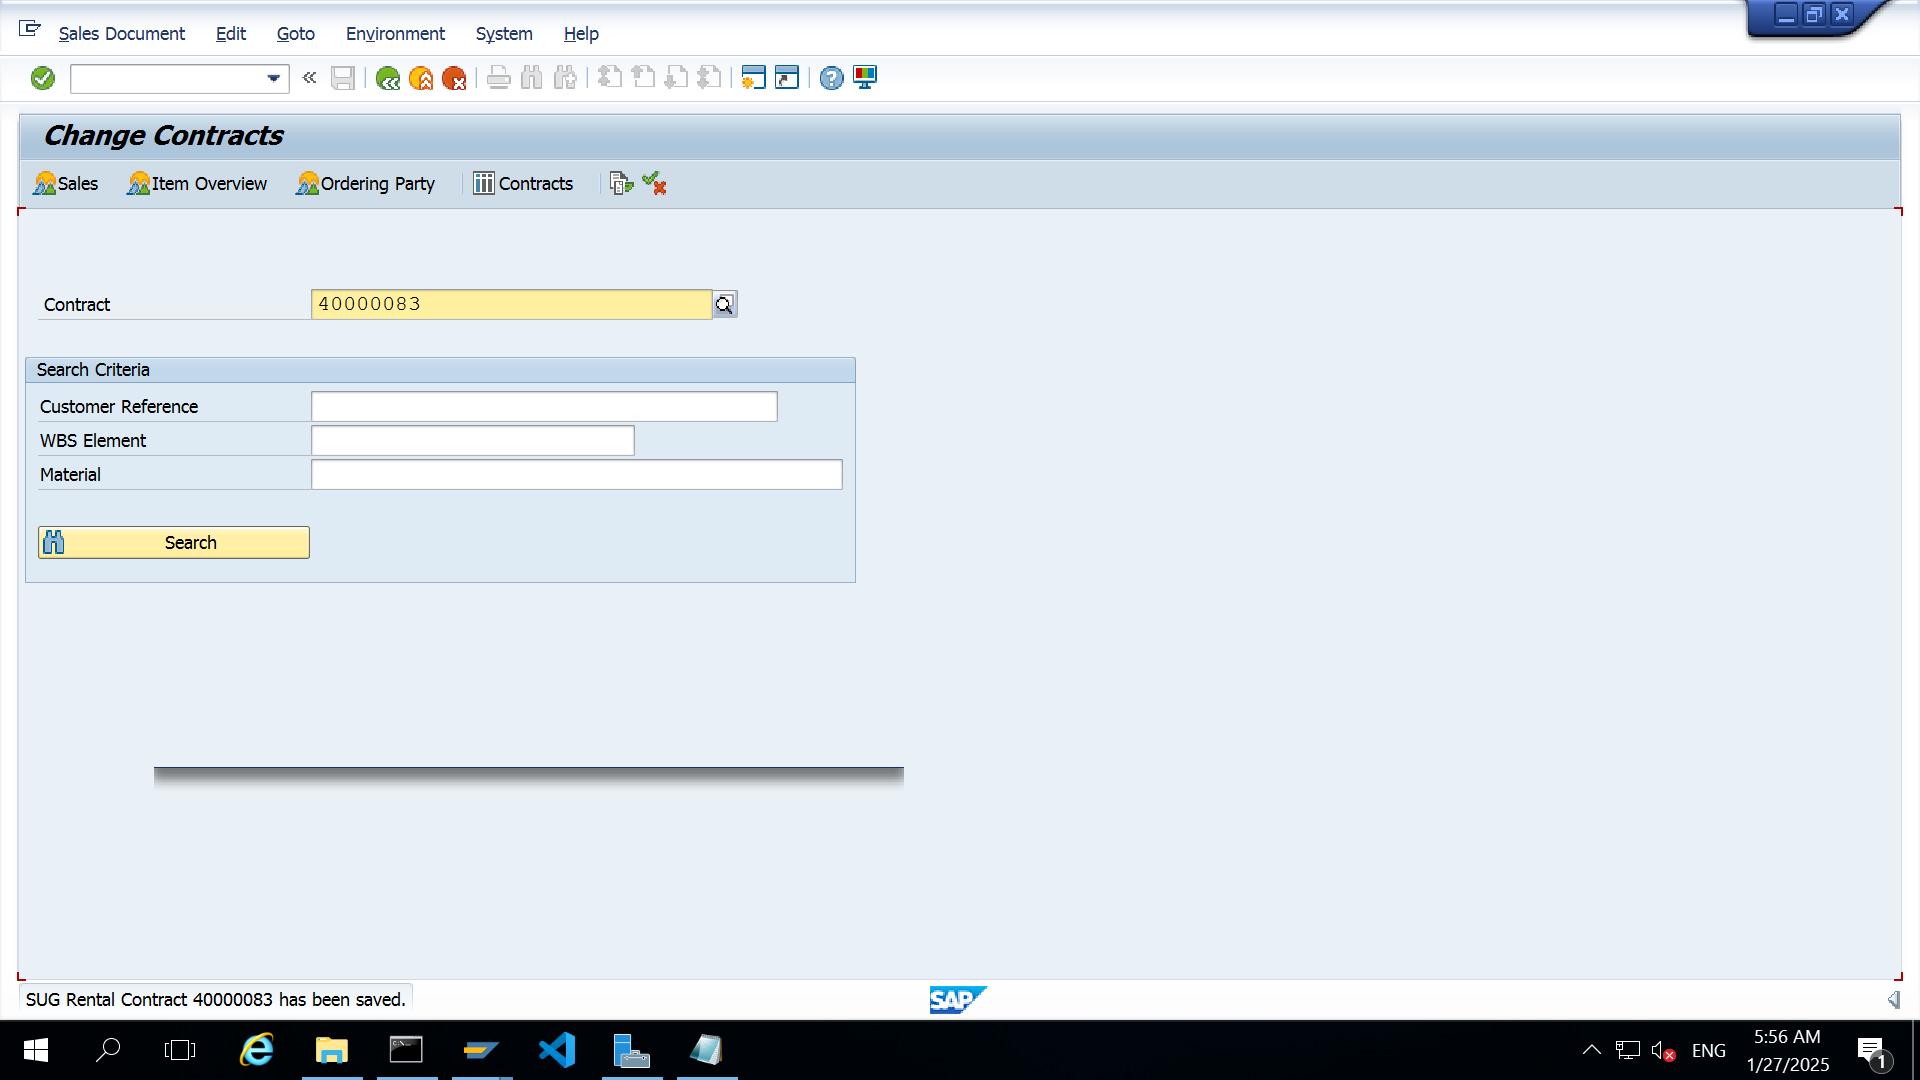 Sales Document Edit Goto Environment System Help
Change Contracts
Sales Item Overview Ordering Party Contracts
Contract 40000083
Search Criteria
Customer Reference
WBS Element
Material
Search
SUG Rental Contract 40000083 has been saved.
SAP
ENG
5:56 AM
1/27/2025
1